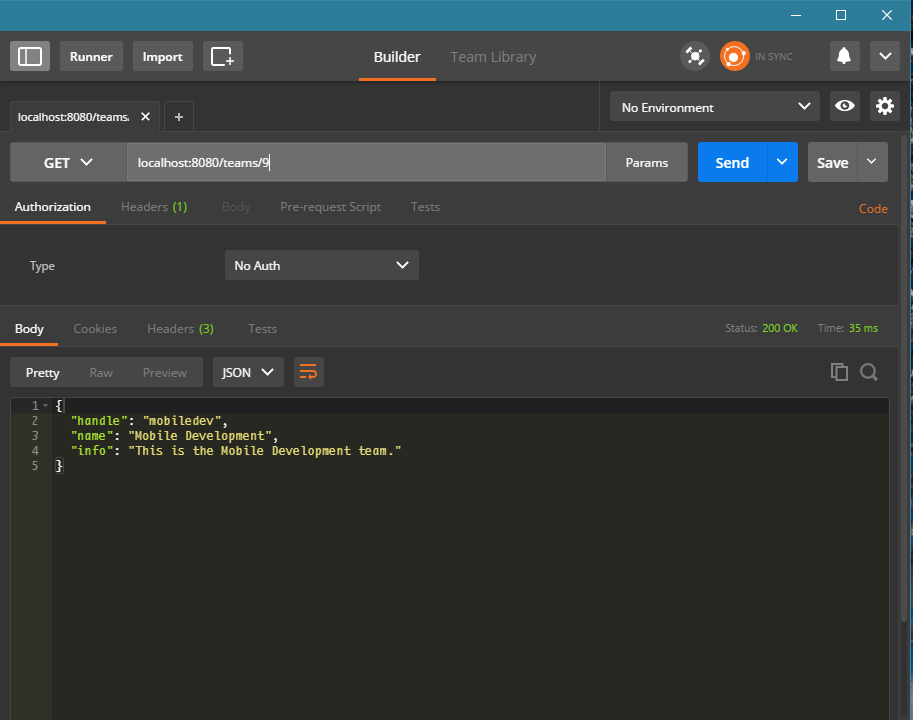 Runner Import Builder Team Library IN SYNC
localhost:8080/teams/ No Environment
GET localhost:8080/teams/9 Params Send Save
Authorization Headers (1) Body Pre-request Script Tests Code
Type No Auth
Body Cookies Headers (3) Tests Status: 200 OK Time: 35 ms
Pretty Raw Preview JSON
1 {
2 "handle": "mobiledev",
3 "name": "Mobile Development",
4 "info": "This is the Mobile Development team."
5 }